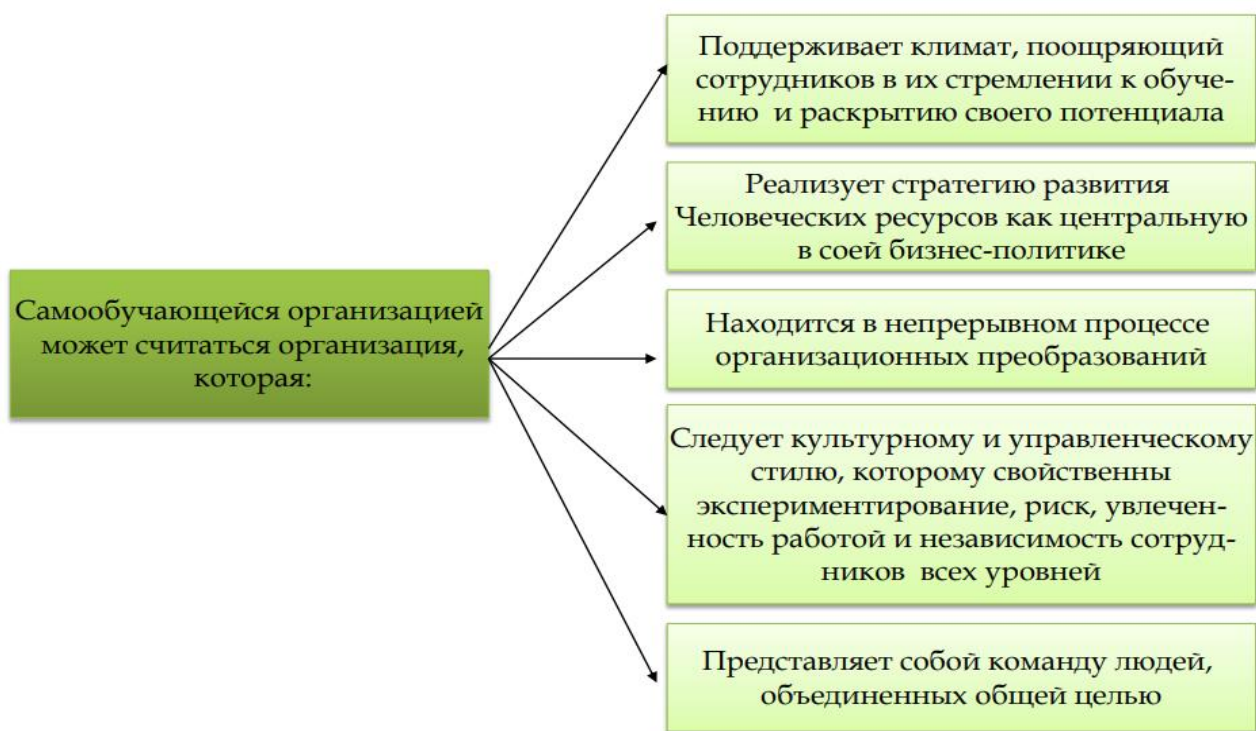 Поддерживает климат, поощряющий
сотрудников в их стремлении к обуче-
нию и раскрытию своего потенциала
Реализует стратегию развития
Человеческих ресурсов как центральную
в соей бизнес-политике
Самообучающейся организацией
может считаться организация,
которая:
Находится в непрерывном процессе
организационных преобразований
Следует культурному и управленческому
стилю, которому свойственны
экспериментирование, риск, увлечен-
ность работой и независимость сотруд-
ников всех уровней
Представляет собой команду людей,
объединенных общей целью